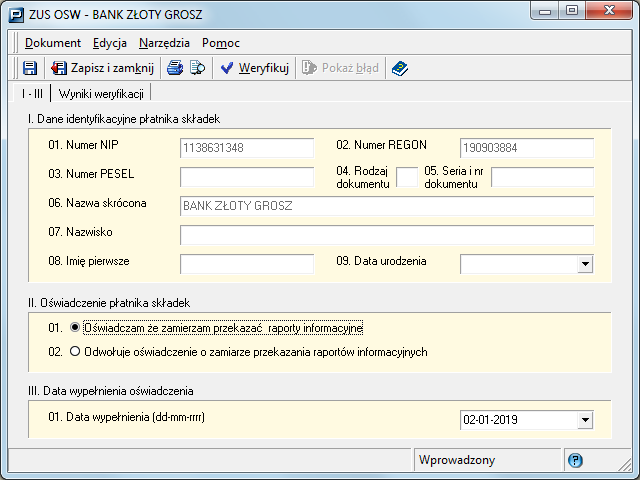 ZUS OSW - BANK ZŁOTY GROSZ
Dokument Edycja Narzędzia Pomoc
Zapisz i zamknij Weryfikuj Pokaż błąd
I - III Wyniki weryfikacji
I. Dane identyfikacyjne płatnika składek
01. Numer NIP 1138631348 02. Numer REGON 190903884
03. Numer PESEL 04. Rodzaj dokumentu 05. Seria i nr dokumentu
06. Nazwa skrócona BANK ZŁOTY GROSZ
07. Nazwisko
08. Imię pierwsze 09. Data urodzenia
II. Oświadczenie płatnika składek
01. Oświadczam że zamierzam przekazać raporty informacyjne
02. Odwołuje oświadczenie o zamiarze przekazania raportów informacyjnych
III. Data wypełnienia oświadczenia
01. Data wypełnienia (dd-mm-rrrr) 02-01-2019
Wprowadzony